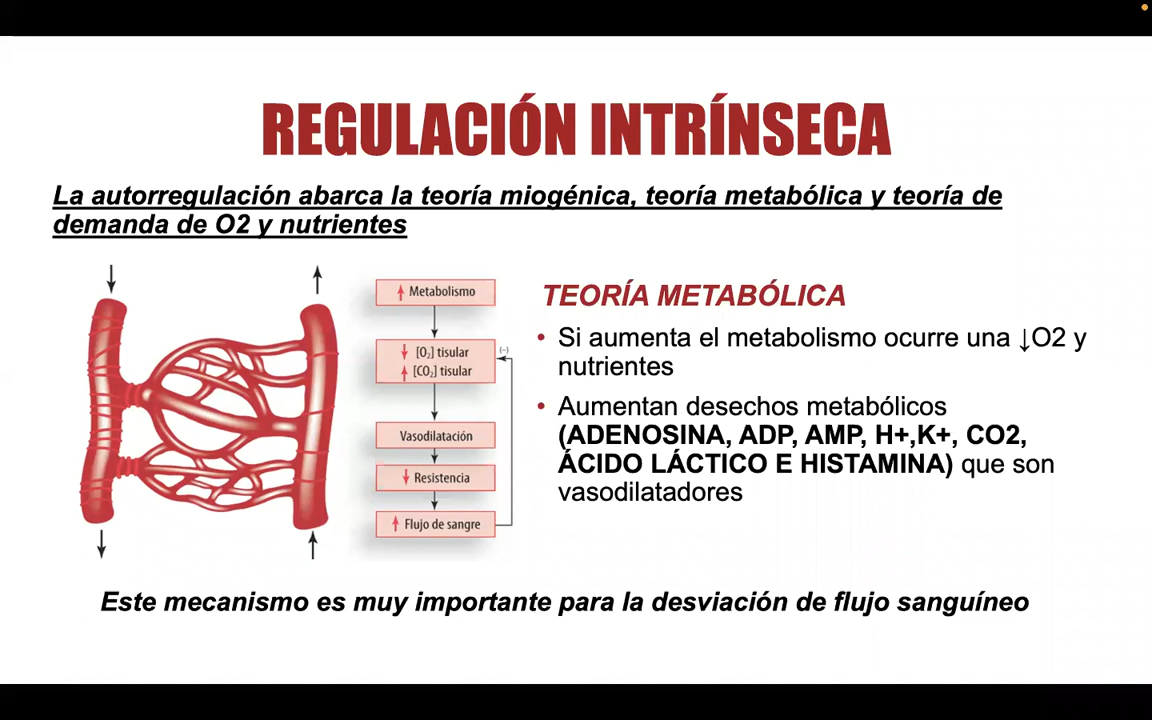 REGULACIÓN INTRÍNSECA
La autorregulación abarca la teoría miogénica, teoría metabólica y teoría de
demanda de O2 y nutrientes
↑ Metabolismo
↓ [O₂] tisular
↑ [CO₂] tisular
(-)
Vasodilatación
↓ Resistencia
↑ Flujo de sangre
TEORÍA METABÓLICA
• Si aumenta el metabolismo ocurre una ↓O2 y
nutrientes
• Aumentan desechos metabólicos
(ADENOSINA, ADP, AMP, H+,K+, CO2,
ÁCIDO LÁCTICO E HISTAMINA) que son
vasodilatadores
Este mecanismo es muy importante para la desviación de flujo sanguíneo